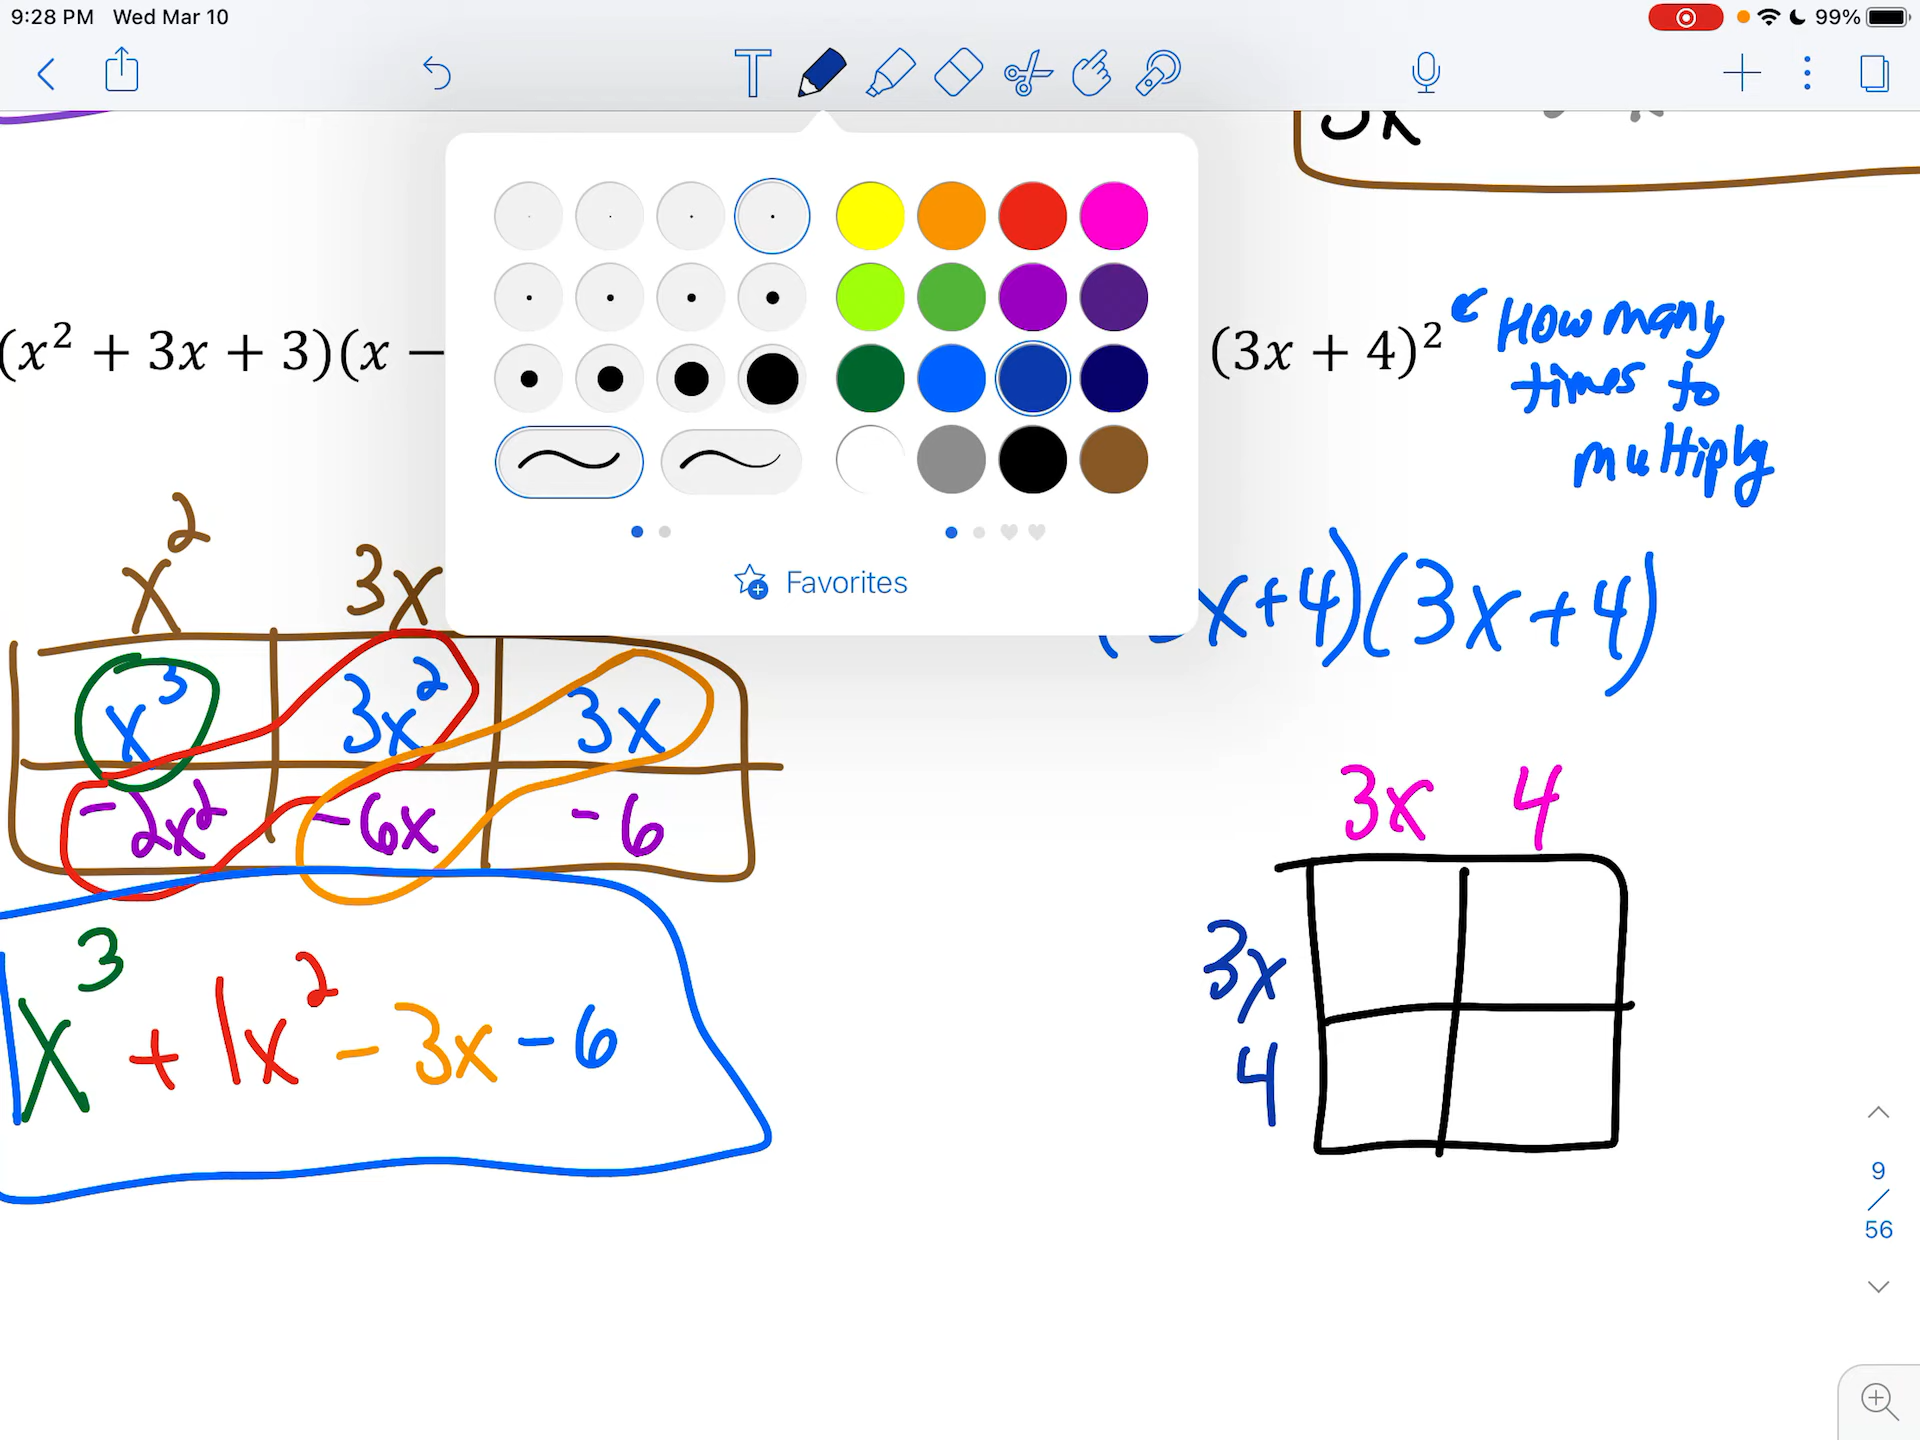 9:28 PM Wed Mar 10
99%
T
3x
(x² + 3x + 3)(x −
(3x + 4)²
How many
times to
multiply
Favorites
x² 3x
x+4)(3x+4)
x³ 3x² 3x
-2x² -6x -6
3x 4
3x
4
x³ + 1x² - 3x - 6
9
/
56